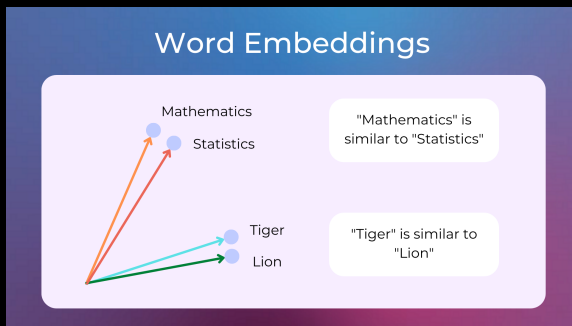 Word Embeddings
Mathematics
Statistics
"Mathematics" is
similar to "Statistics"
Tiger
Lion
"Tiger" is similar to
"Lion"